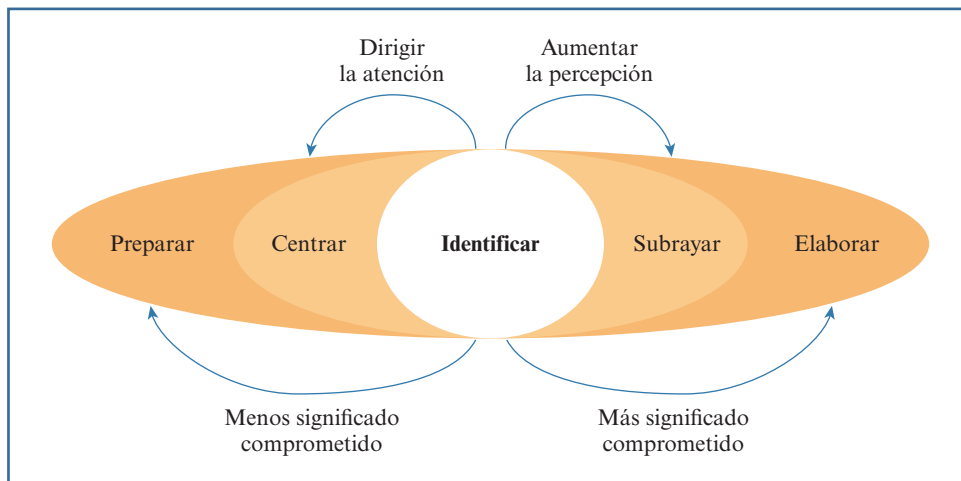 Dirigir
la atención
Aumentar
la percepción
Preparar
Centrar
Identificar
Subrayar
Elaborar
Menos significado
comprometido
Más significado
comprometido